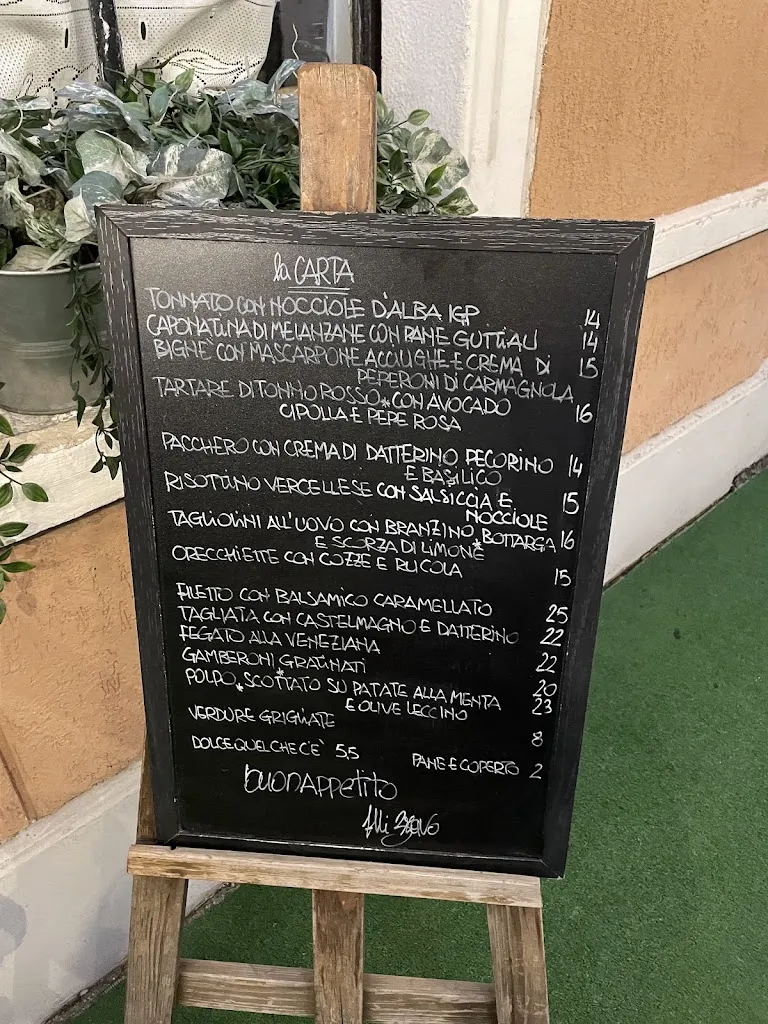 la CARTA
TONNATO CON NOCCIOLE D'ALBA IGP 14
CAPONATINA DI MELANZANE CON PANE GUTTIAU 14
BIGNÈ CON MASCARPONE ACCIUGHE E CREMA DI 15
PEPERONI DI CARMAGNOLA
TARTARE DI TONNO ROSSO* CON AVOCADO 16
CIPOLLA E PEPE ROSA
PACCHERO CON CREMA DI DATTERINO PECORINO 14
E BASILICO
RISOTTINO VERCELLESE CON SALSICCIA E 15
NOCCIOLE
TAGLIOLINI ALL'UOVO CON BRANZINO* BOTTARGA 16
E SCORZA DI LIMONE
ORECCHIETTE CON COZZE E RUCOLA 15
FILETTO CON BALSAMICO CARAMELLATO 25
TAGLIATA CON CASTELMAGNO E DATTERINO 22
FEGATO ALLA VENEZIANA 22
GAMBERONI* GRATINATI 20
POLPO* SCOTTATO SU PATATE ALLA MENTA 23
E OLIVE LECCINO
VERDURE GRIGLIATE 8
DOLCE QUEL CHE C'È 5,5 PANE E COPERTO 2
buonappetito